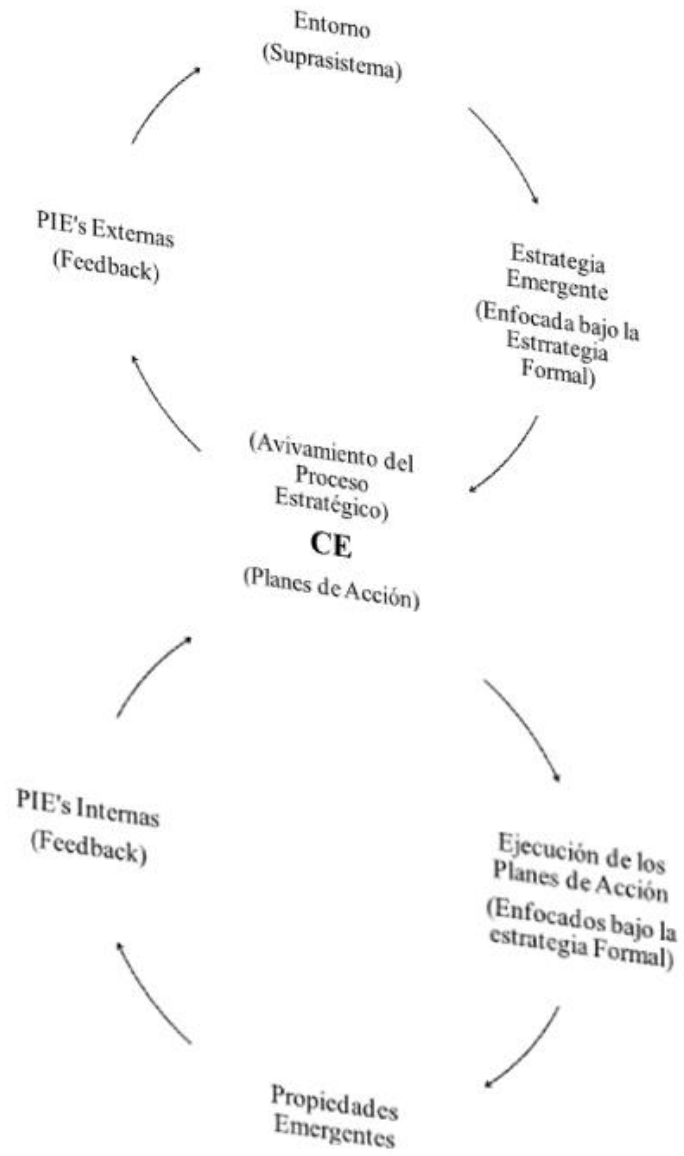 Entorno
(Suprasistema)
PIE's Externas
(Feedback)
Estrategia
Emergente
(Enfocada bajo la
Estrrategia
Formal)
(Avivamiento del
Proceso
Estratégico)
CE
(Planes de Acción)
PIE's Internas
(Feedback)
Ejecución de los
Planes de Acción
(Enfocados bajo la
estrategia Formal)
Propiedades
Emergentes